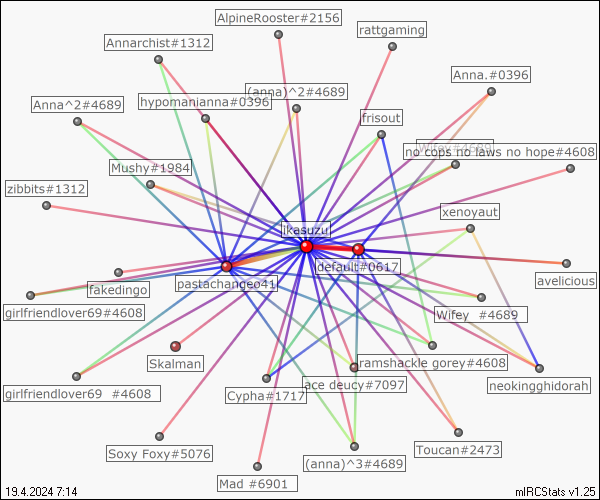 AlpineRooster#2156
rattgaming
Annarchist#1312
Anna.#0396
(anna)^2#4689
hypomanianna#0396
Anna^2#4689
frisout
Wifey#4689
no cops no laws no hope#4608
Mushy#1984
zibbits#1312
xenoyaut
ikasuzu
default#0617
pastachangeo41
avelicious
fakedingo
girlfriendlover69#4608
Wifey _#4689
Skalman
ramshackle gorey#4608
ace deucy#7097
neokingghidorah
girlfriendlover69 _#4608
Cypha#1717
Toucan#2473
Soxy Foxy#5076
(anna)^3#4689
Mad_#6901
19.4.2024 7:14
mIRCStats v1.25